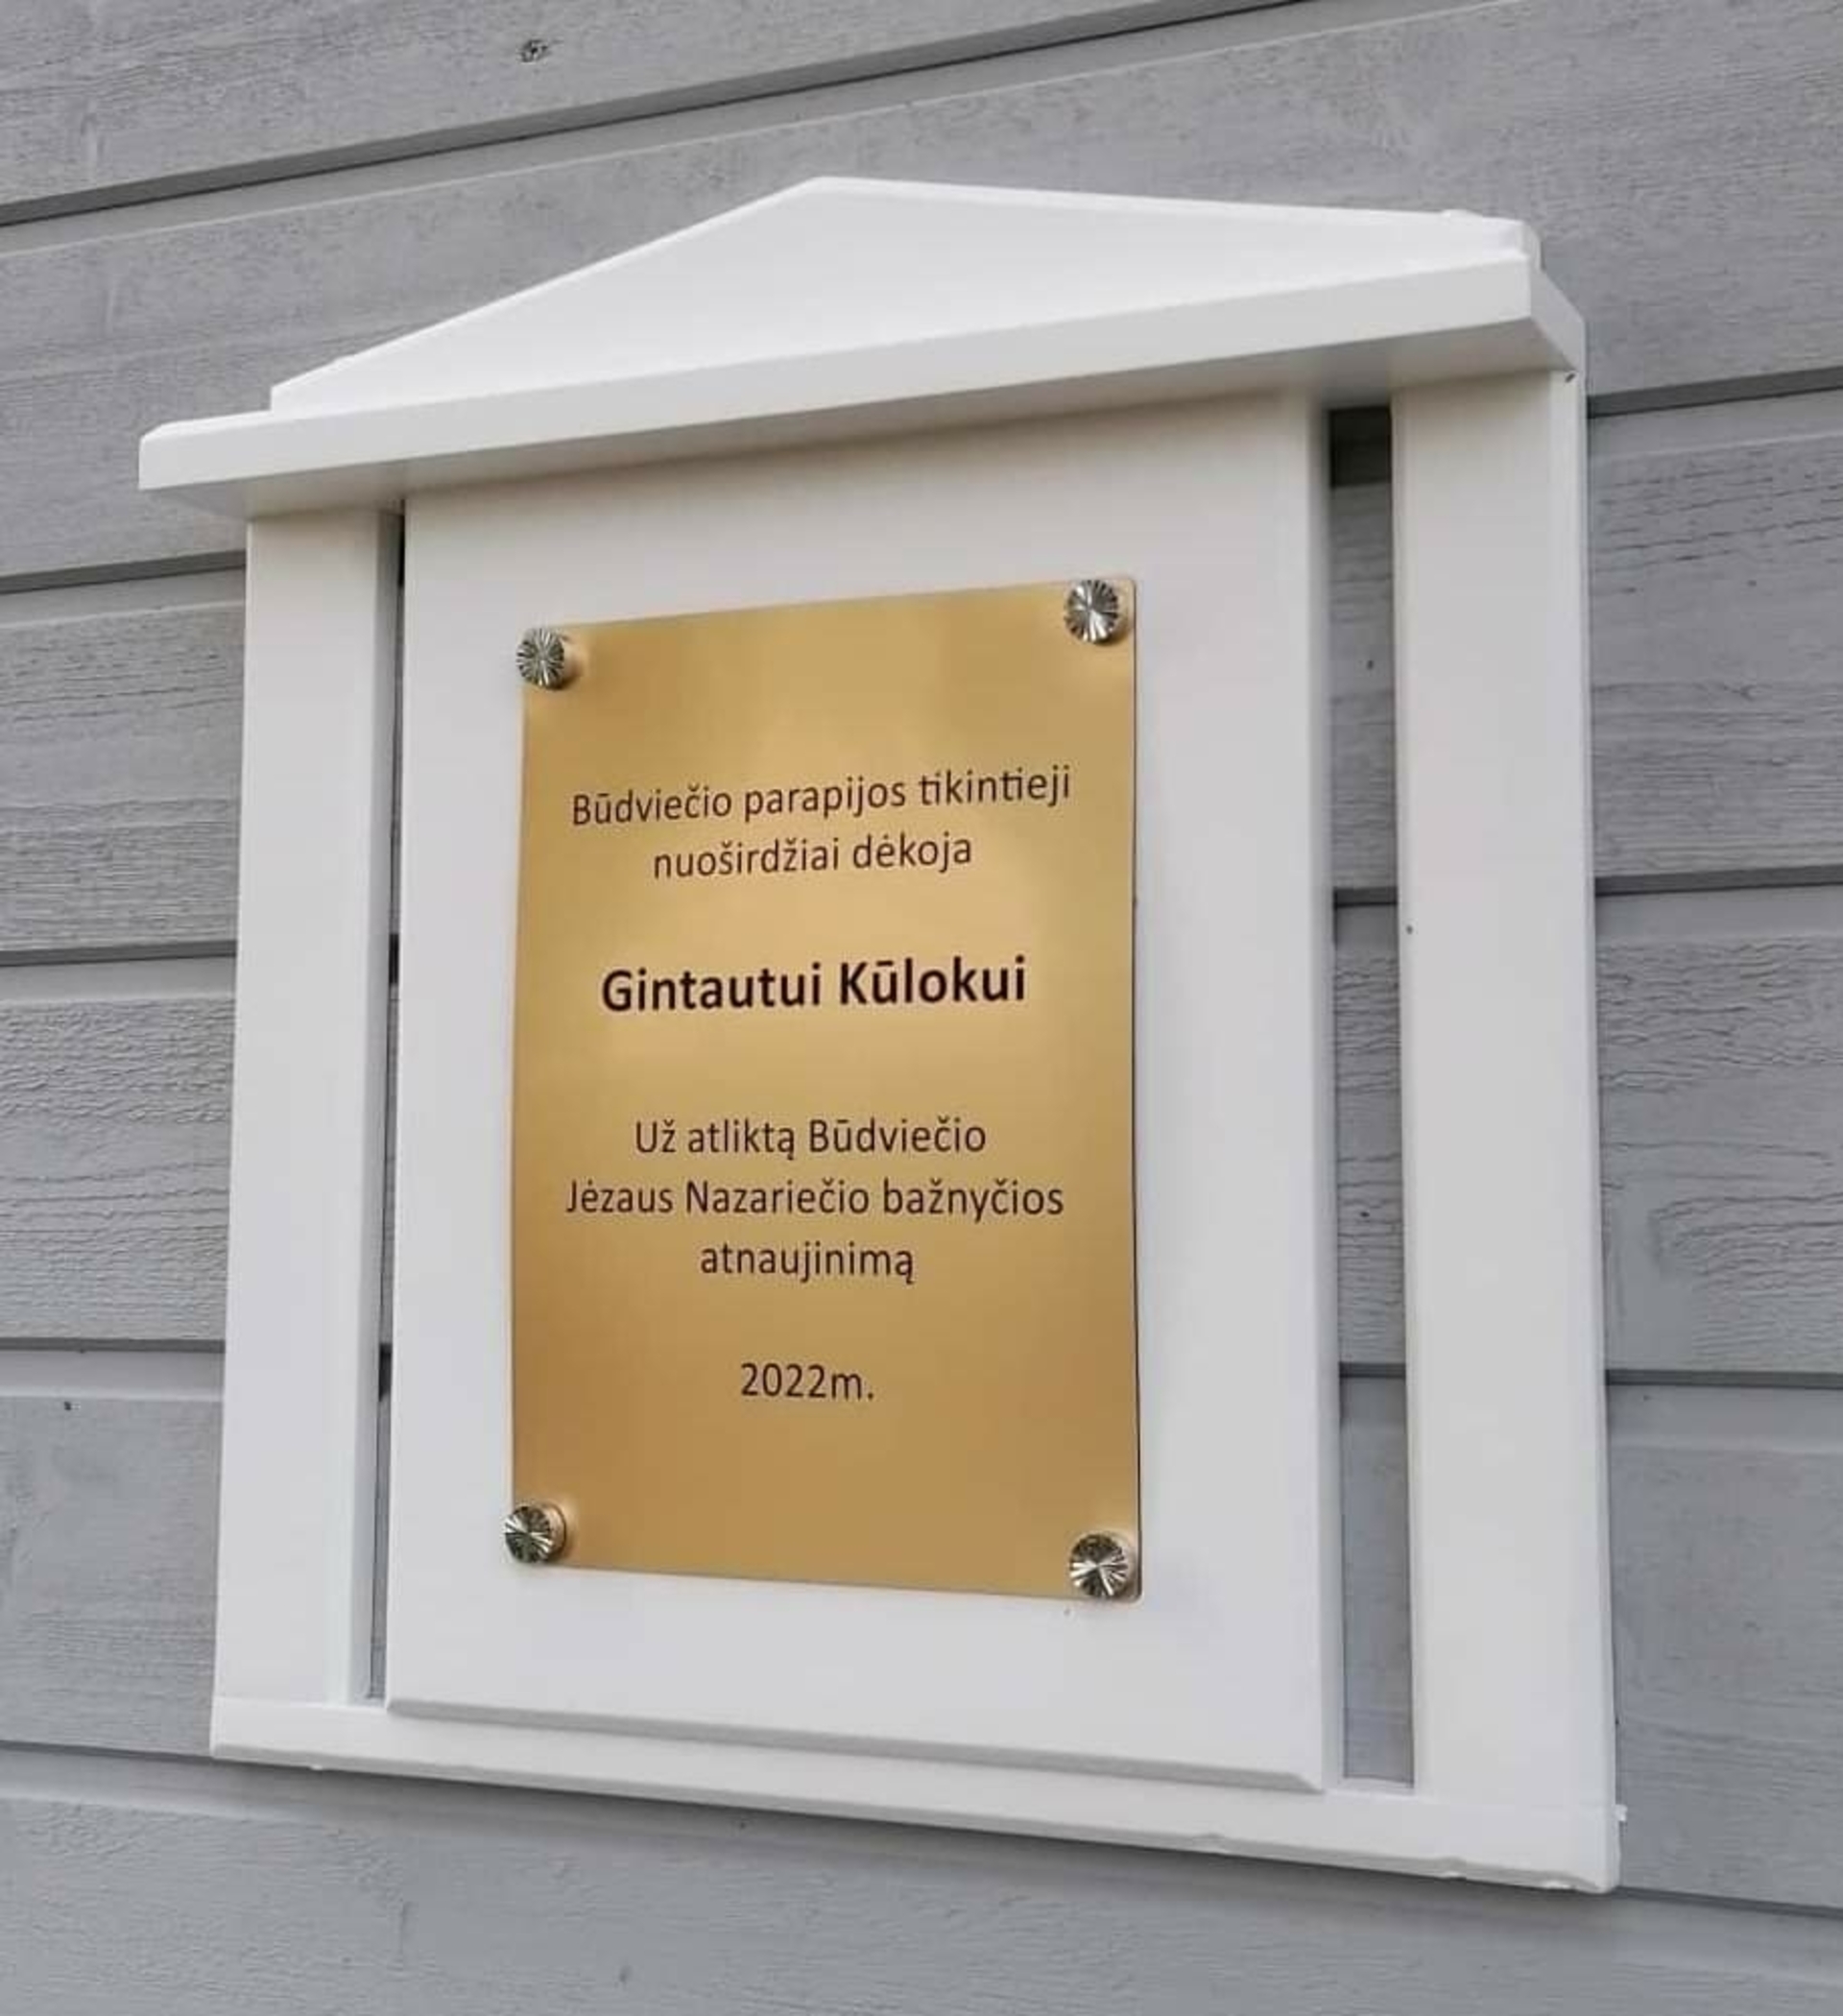 Būdviečio parapijos tikintieji
nuoširdžiai dėkoja
Gintautui Kūlokui
Už atliktą Būdviečio
Jėzaus Nazariečio bažnyčios
atnaujinimą
2022m.